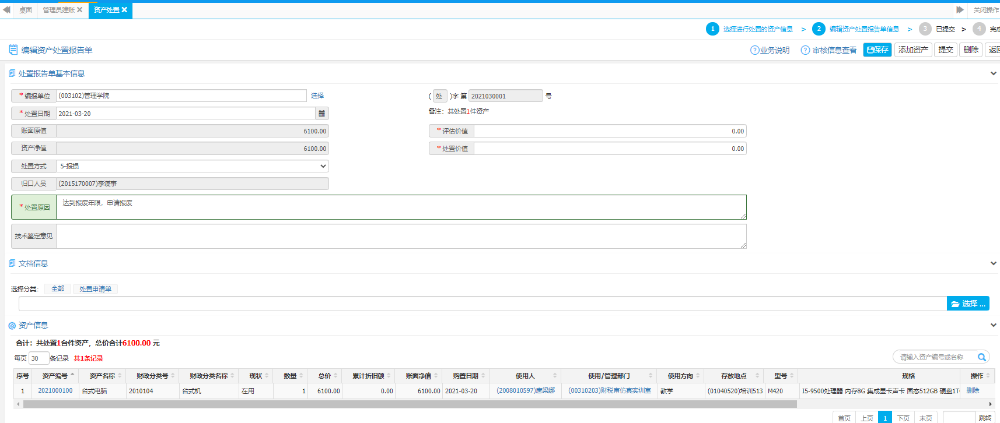 桌面 管理员建账 资产处置 关闭操作
1 选择进行处置的资产信息 > 2 编辑资产处置报告单信息 > 3 已提交 > 4 完成
编辑资产处置报告单 ?业务说明 ?审核信息查看 保存 添加资产 提交 删除 返回
处置报告单基本信息
*编报单位 (003102)管理学院 选择 ( 处 )字 第 2021030001 号
*处置日期 2021-03-20 备注：共处置1件资产
账面原值 6100.00 *评估价值 0.00
资产净值 6100.00 *处置价值 0.00
处置方式 5-报损
归口人员 (2015170007)李谋事
*处置原因 达到报废年限，申请报废
技术鉴定意见
文档信息
选择分类： 全部 处置申请单
选择 ...
资产信息
合计：共处置1台件资产，总价合计6100.00 元
每页 30 条记录 共1条记录 请输入资产编号或名称
序号 资产编号 资产名称 财政分类号 财政分类名称 现状 数量 总价 累计折旧额 账面净值 购置日期 使用人 使用/管理部门 使用方向 存放地点 型号 规格 操作
1 2021000100 台式电脑 2010104 台式机 在用 1 6100.00 0.00 6100.00 2021-03-20 (2008010597)唐梁娜 (00310203)财税审仿真实训室 教学 (01040520)培训513 M420 I5-9500处理器 内存8G 集成显卡声卡 固态512GB 硬盘1T 删除
首页 上页 1 下页 末页 跳转